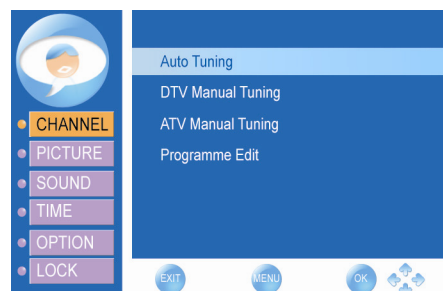 CHANNEL
PICTURE
SOUND
TIME
OPTION
LOCK
Auto Tuning
DTV Manual Tuning
ATV Manual Tuning
Programme Edit
EXIT
MENU
OK